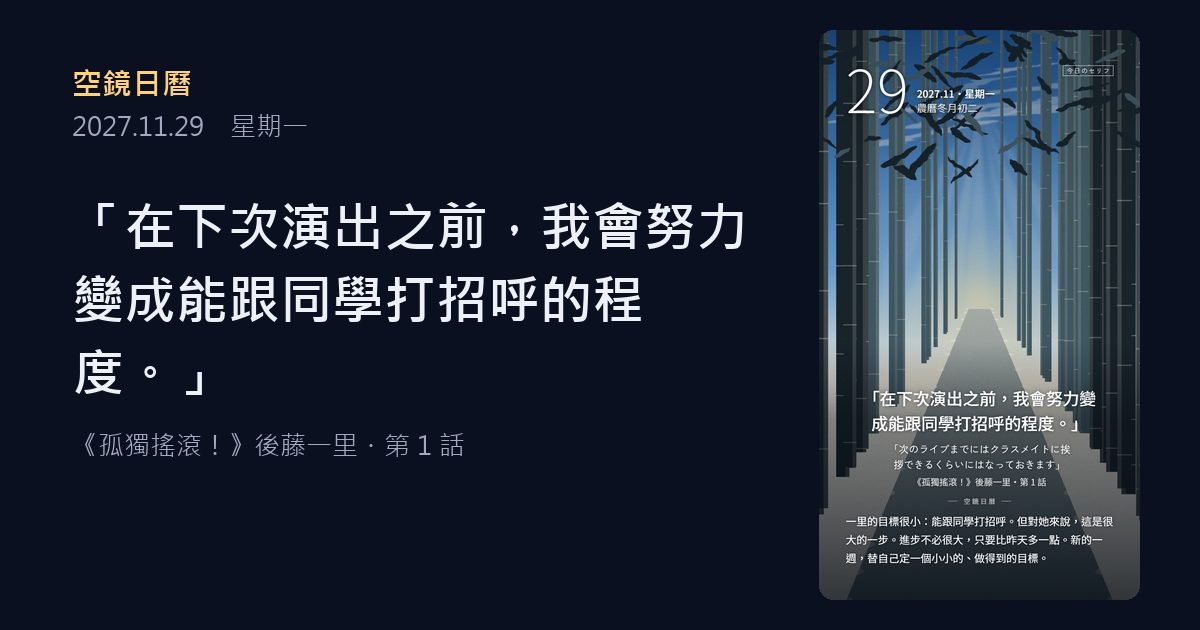 空鏡日曆
2027.11.29 星期一
「在下次演出之前，我會努力
變成能跟同學打招呼的程
度。」
《孤獨搖滾！》後藤一里．第 1 話
今日のセリフ
29
2027.11・星期一
農曆冬月初二
「在下次演出之前，我會努力變
成能跟同學打招呼的程度。」
「次のライブまでにはクラスメイトに挨
拶できるくらいにはなっておきます」
《孤獨搖滾！》後藤一里・第 1 話
— 空鏡日曆 —
一里的目標很小：能跟同學打招呼。但對她來說，這是很
大的一步。進步不必很大，只要比昨天多一點。新的一
週，替自己定一個小小的、做得到的目標。